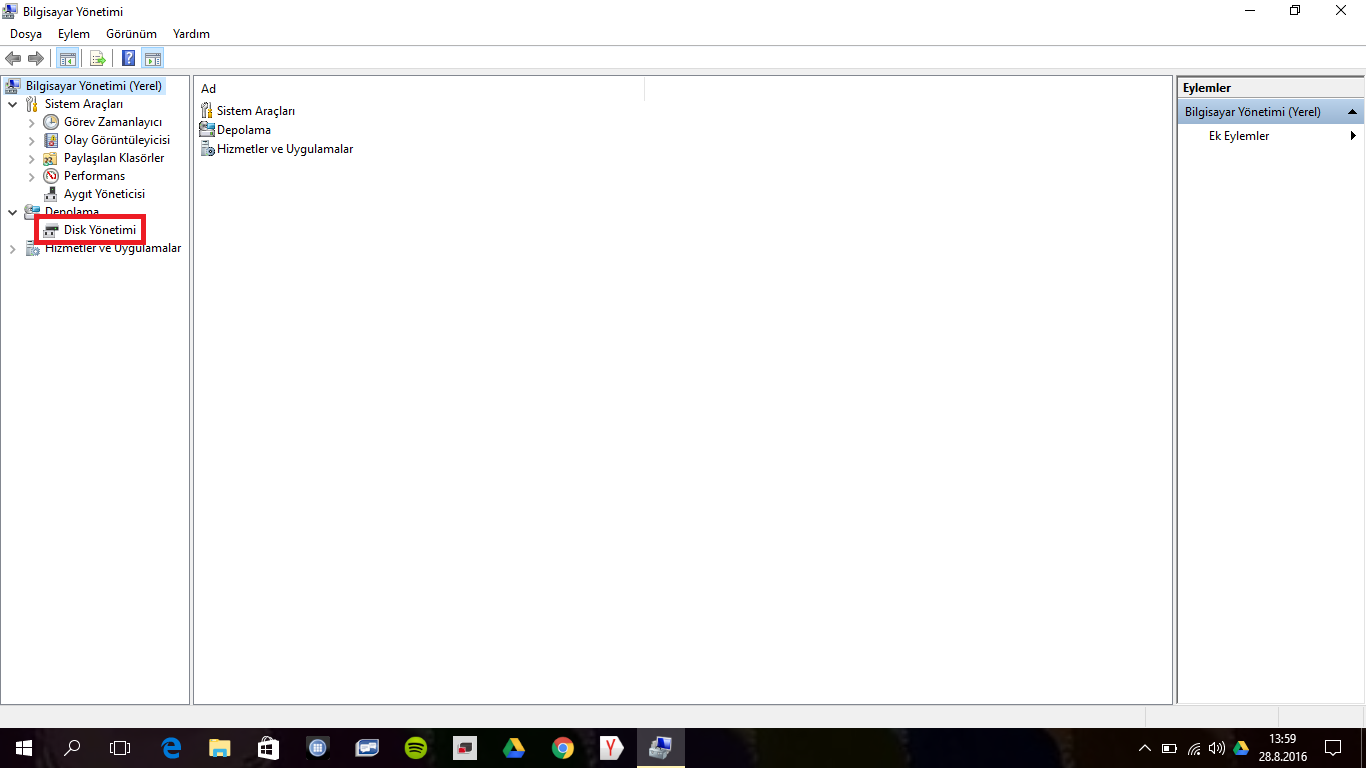 Bilgisayar Yönetimi
Dosya Eylem Görünüm Yardım
Bilgisayar Yönetimi (Yerel)
Sistem Araçları
Görev Zamanlayıcı
Olay Görüntüleyicisi
Paylaşılan Klasörler
Performans
Aygıt Yöneticisi
Depolama
Disk Yönetimi
Hizmetler ve Uygulamalar
Ad
Sistem Araçları
Depolama
Hizmetler ve Uygulamalar
Eylemler
Bilgisayar Yönetimi (Yerel)
Ek Eylemler
13:59
28.8.2016